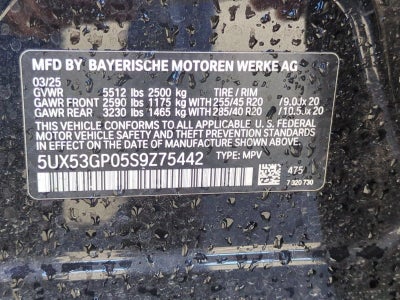 MFD BY BAYERISCHE MOTOREN WERKE AG
03/25
GVWR 5512 lbs 2500 kg TIRE / RIM
GAWR FRONT 2590 lbs 1175 kg WITH 255/45 R20 /9.0Jx 20
GAWR REAR 3230 lbs 1465 kg WITH 285/40 R20 /10.5Jx 20
THIS VEHICLE CONFORMS TO ALL APPLICABLE U.S. FEDERAL
MOTOR VEHICLE SAFETY AND THEFT PREVENTION STANDARDS
IN EFFECT ON THE DATE OF MANUFACTURE SHOWN ABOVE.
5UX53GP05S9Z75442 TYPE: MPV
475
7 920 730